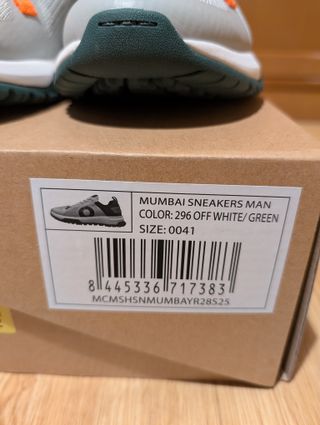 MUMBAI SNEAKERS MAN
COLOR: 296 OFF WHITE/ GREEN
SIZE: 0041
8 445336 717383
MCMSHSNMUMBAYR28S25